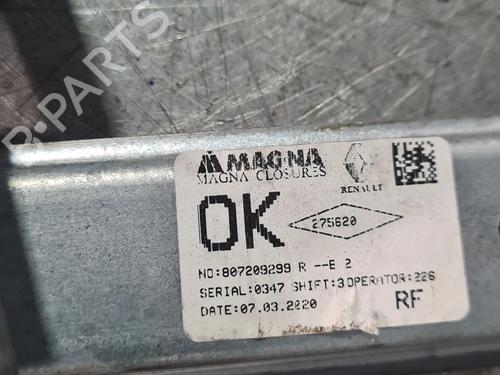 B-PARTS
MAGNA
MAGNA CLOSURES
RENAULT
OK
275620
NO:807209299 R --E 2
SERIAL:0347 SHIFT:3OPERATOR:226
DATE:07.03.2020
RF